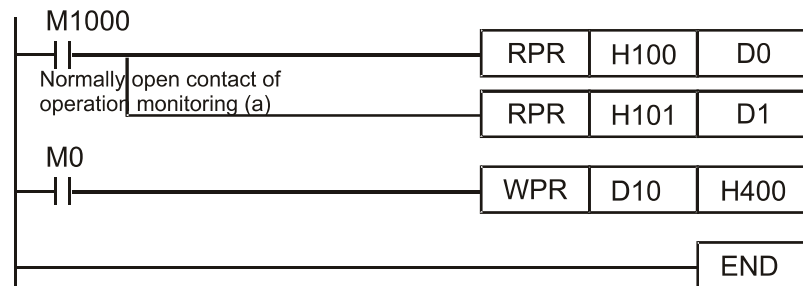 M1000
RPR H100 D0
Normally open contact of
operation monitoring (a)
RPR H101 D1
M0
WPR D10 H400
END